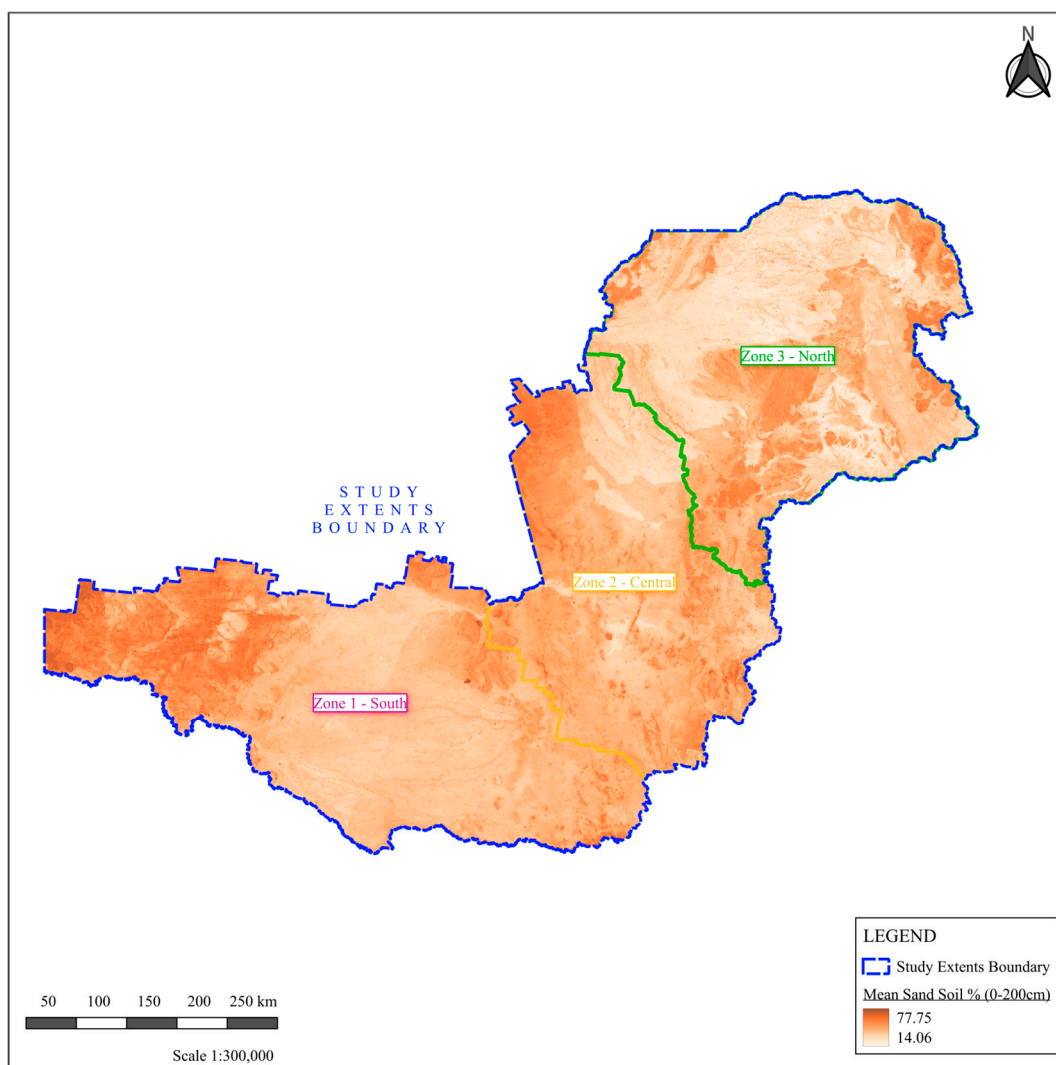 N
Zone 3 - North
STUDY
EXTENTS
BOUNDARY
Zone 2 - Central
Zone 1 - South
LEGEND
Study Extents Boundary
Mean Sand Soil % (0-200cm)
77.75
14.06
50 100 150 200 250 km
Scale 1:300,000